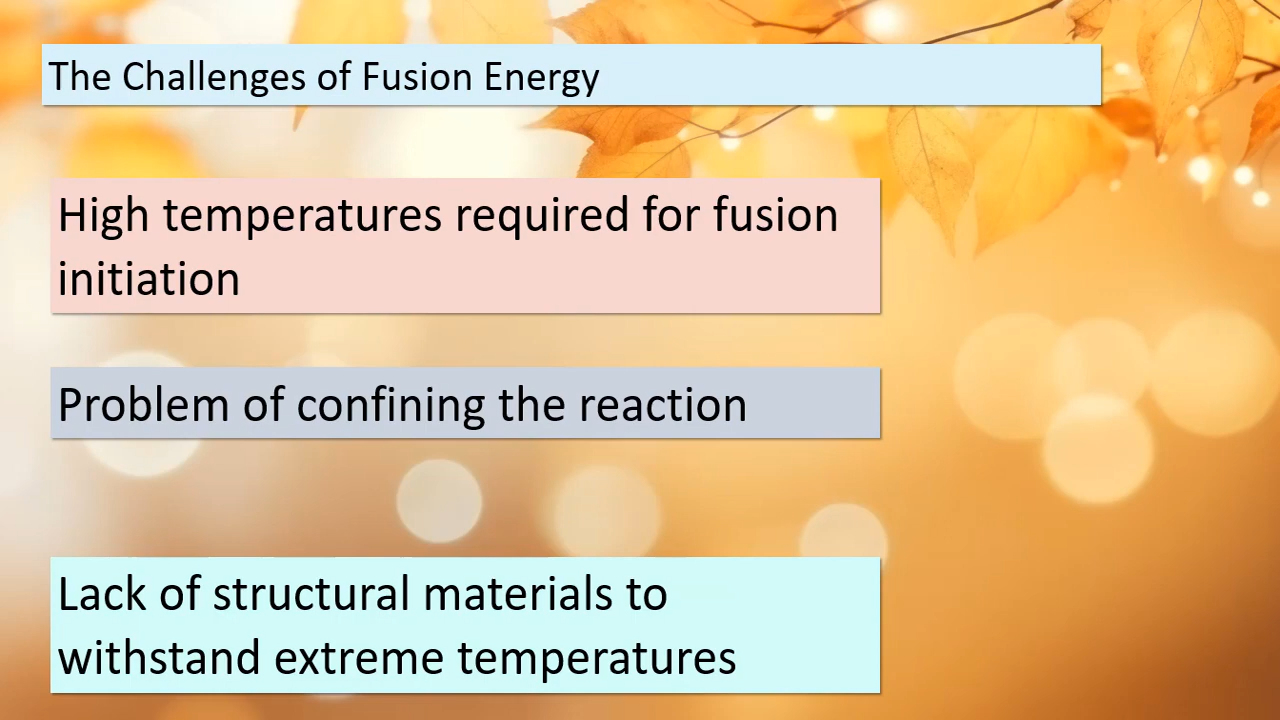 The Challenges of Fusion Energy
High temperatures required for fusion
initiation
Problem of confining the reaction
Lack of structural materials to
withstand extreme temperatures